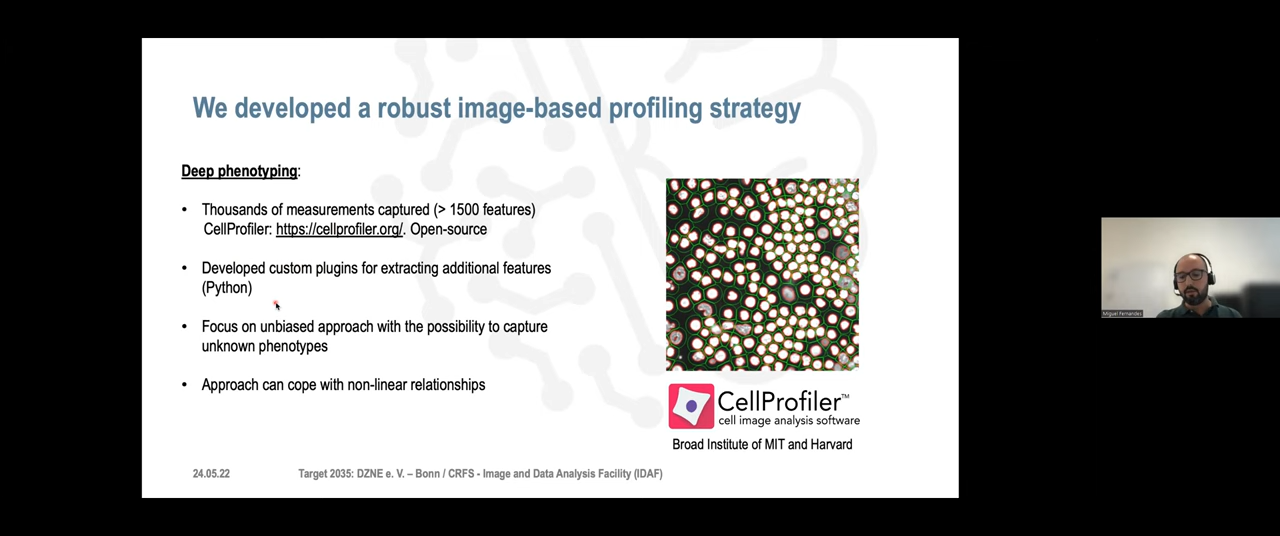 We developed a robust image-based profiling strategy
Deep phenotyping:
• Thousands of measurements captured (> 1500 features)
CellProfiler: https://cellprofiler.org/. Open-source
• Developed custom plugins for extracting additional features
(Python)
• Focus on unbiased approach with the possibility to capture
unknown phenotypes
• Approach can cope with non-linear relationships
CellProfiler™
cell image analysis software
Broad Institute of MIT and Harvard
24.05.22 Target 2035: DZNE e. V. – Bonn / CRFS - Image and Data Analysis Facility (IDAF)
Miguel Fernandes